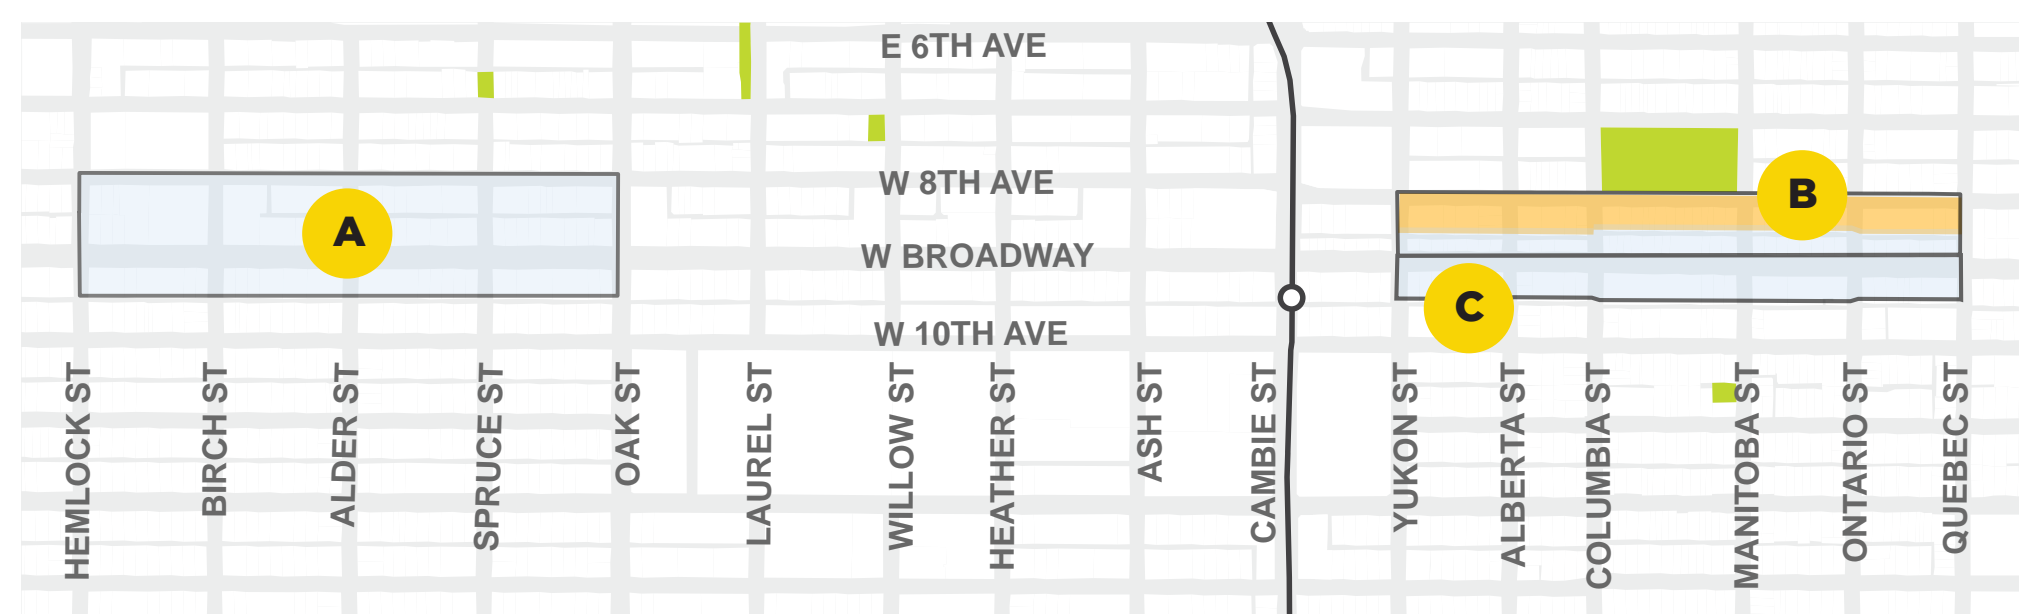 E 6TH AVE
W 8TH AVE
B
A
W BROADWAY
C
W 10TH AVE
HEMLOCK ST
BIRCH ST
ALDER ST
SPRUCE ST
OAK ST
LAUREL ST
WILLOW ST
HEATHER ST
ASH ST
CAMBIE ST
YUKON ST
ALBERTA ST
COLUMBIA ST
MANITOBA ST
ONTARIO ST
QUEBEC ST